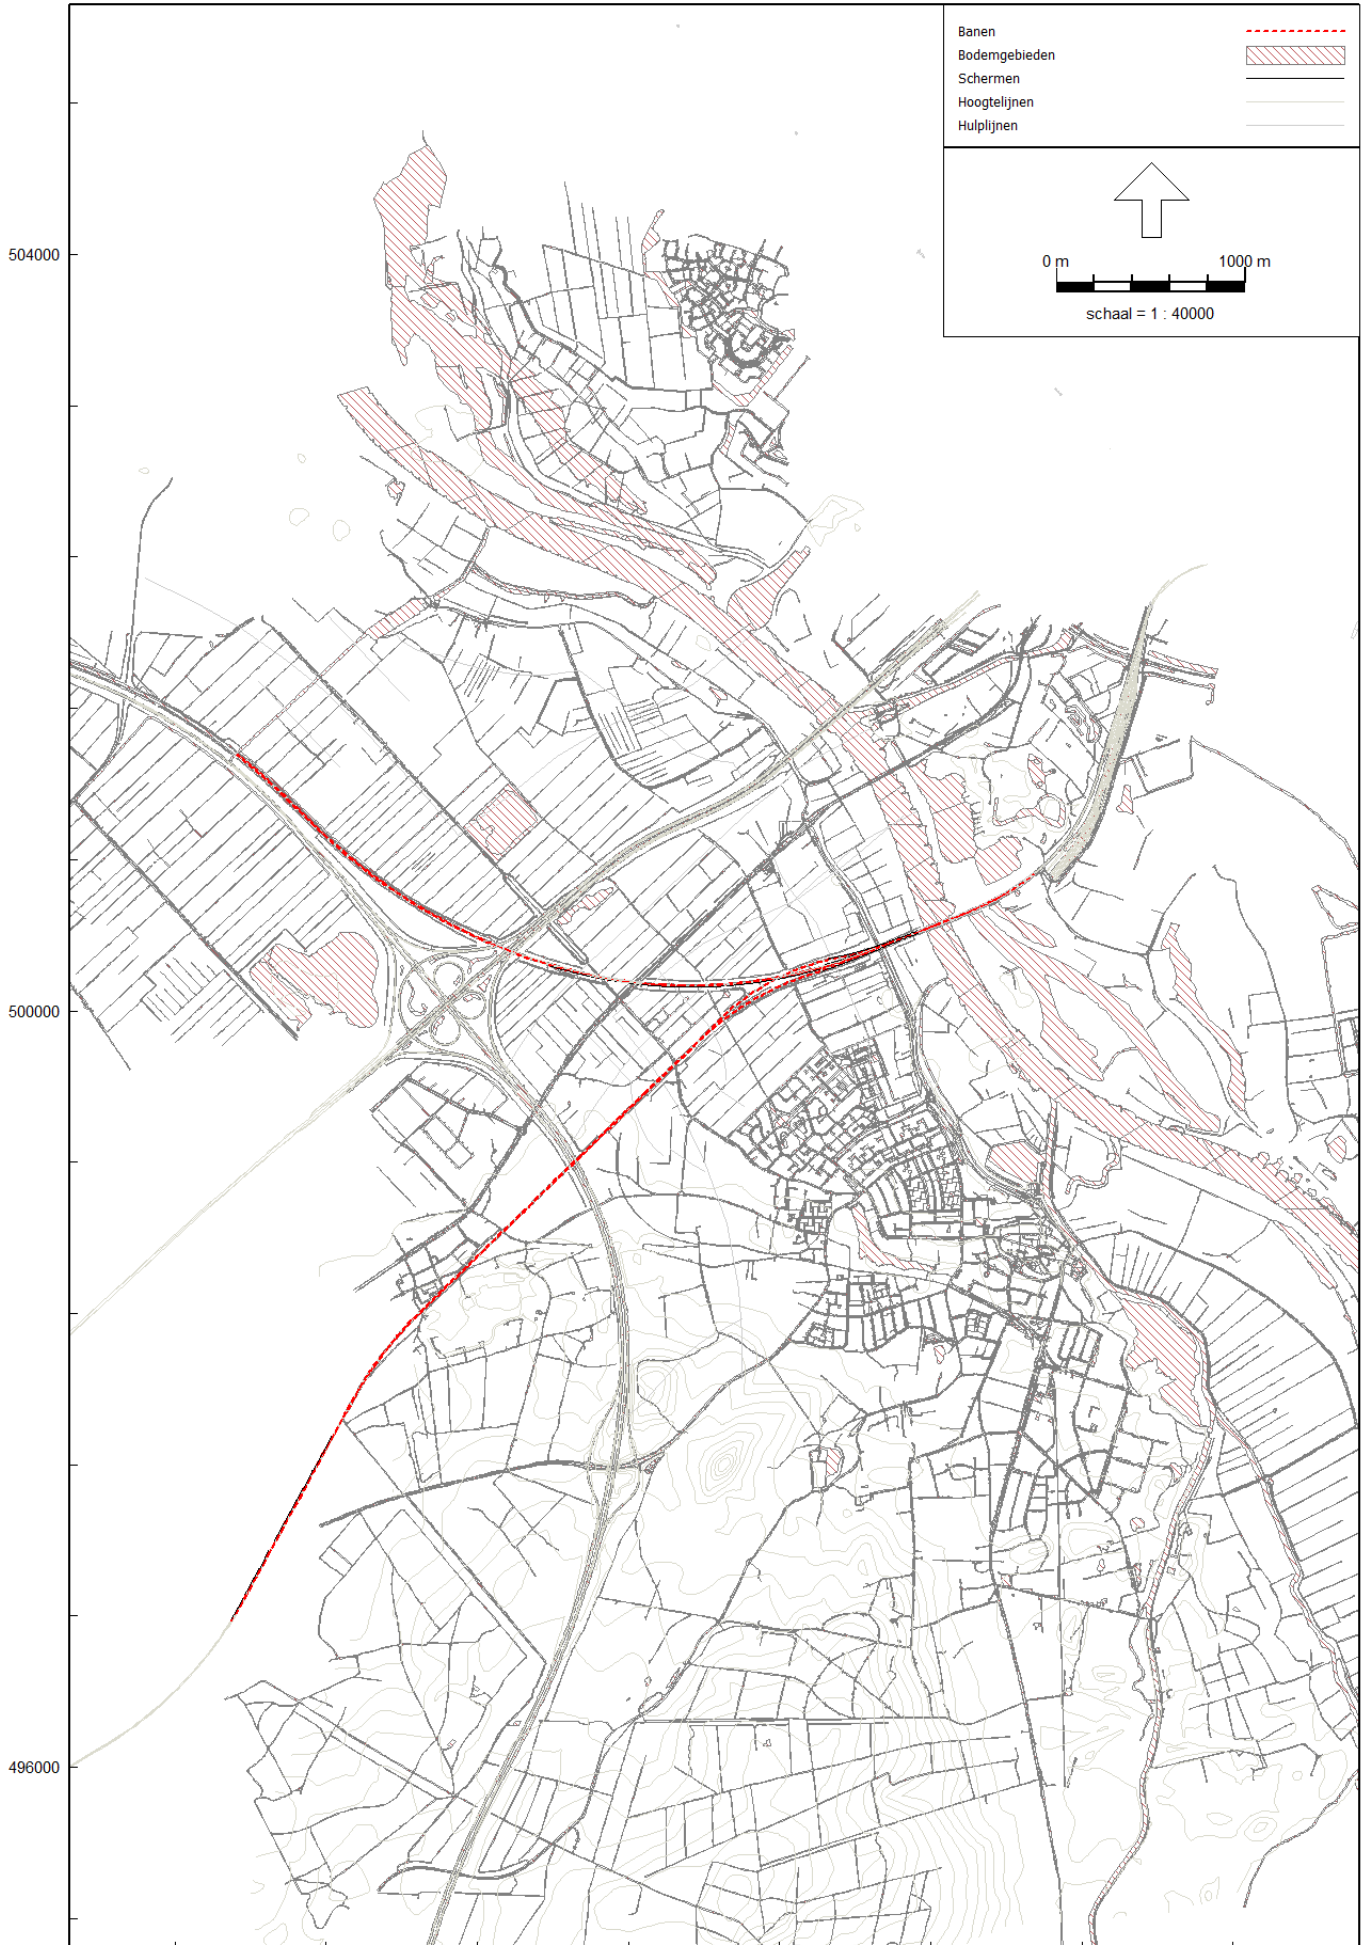 Banen
Bodemgebieden
Schermen
Hoogtelijnen
Hulplijnen
0 m 1000 m
schaal = 1 : 40000
504000
500000
496000